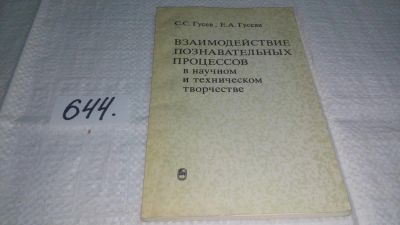 С.С. Гусев, Е.А. Гусева
ВЗАИМОДЕЙСТВИЕ
ПОЗНАВАТЕЛЬНЫХ
ПРОЦЕССОВ
в научном
и техническом
творчестве
644.